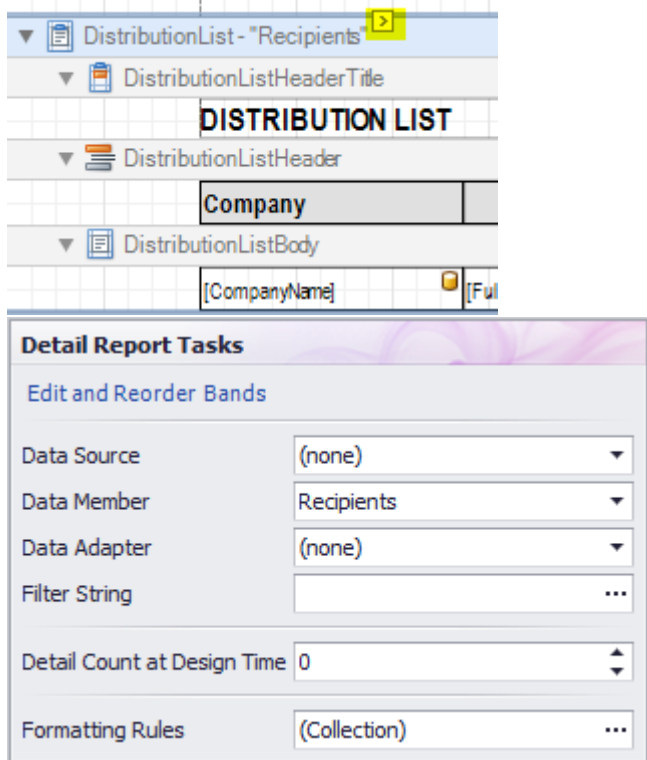 DistributionList - "Recipients"
DistributionListHeaderTitle
DISTRIBUTION LIST
DistributionListHeader
Company
DistributionListBody
[CompanyName] [Ful
Detail Report Tasks
Edit and Reorder Bands
Data Source (none)
Data Member Recipients
Data Adapter (none)
Filter String ...
Detail Count at Design Time 0
Formatting Rules (Collection) ...